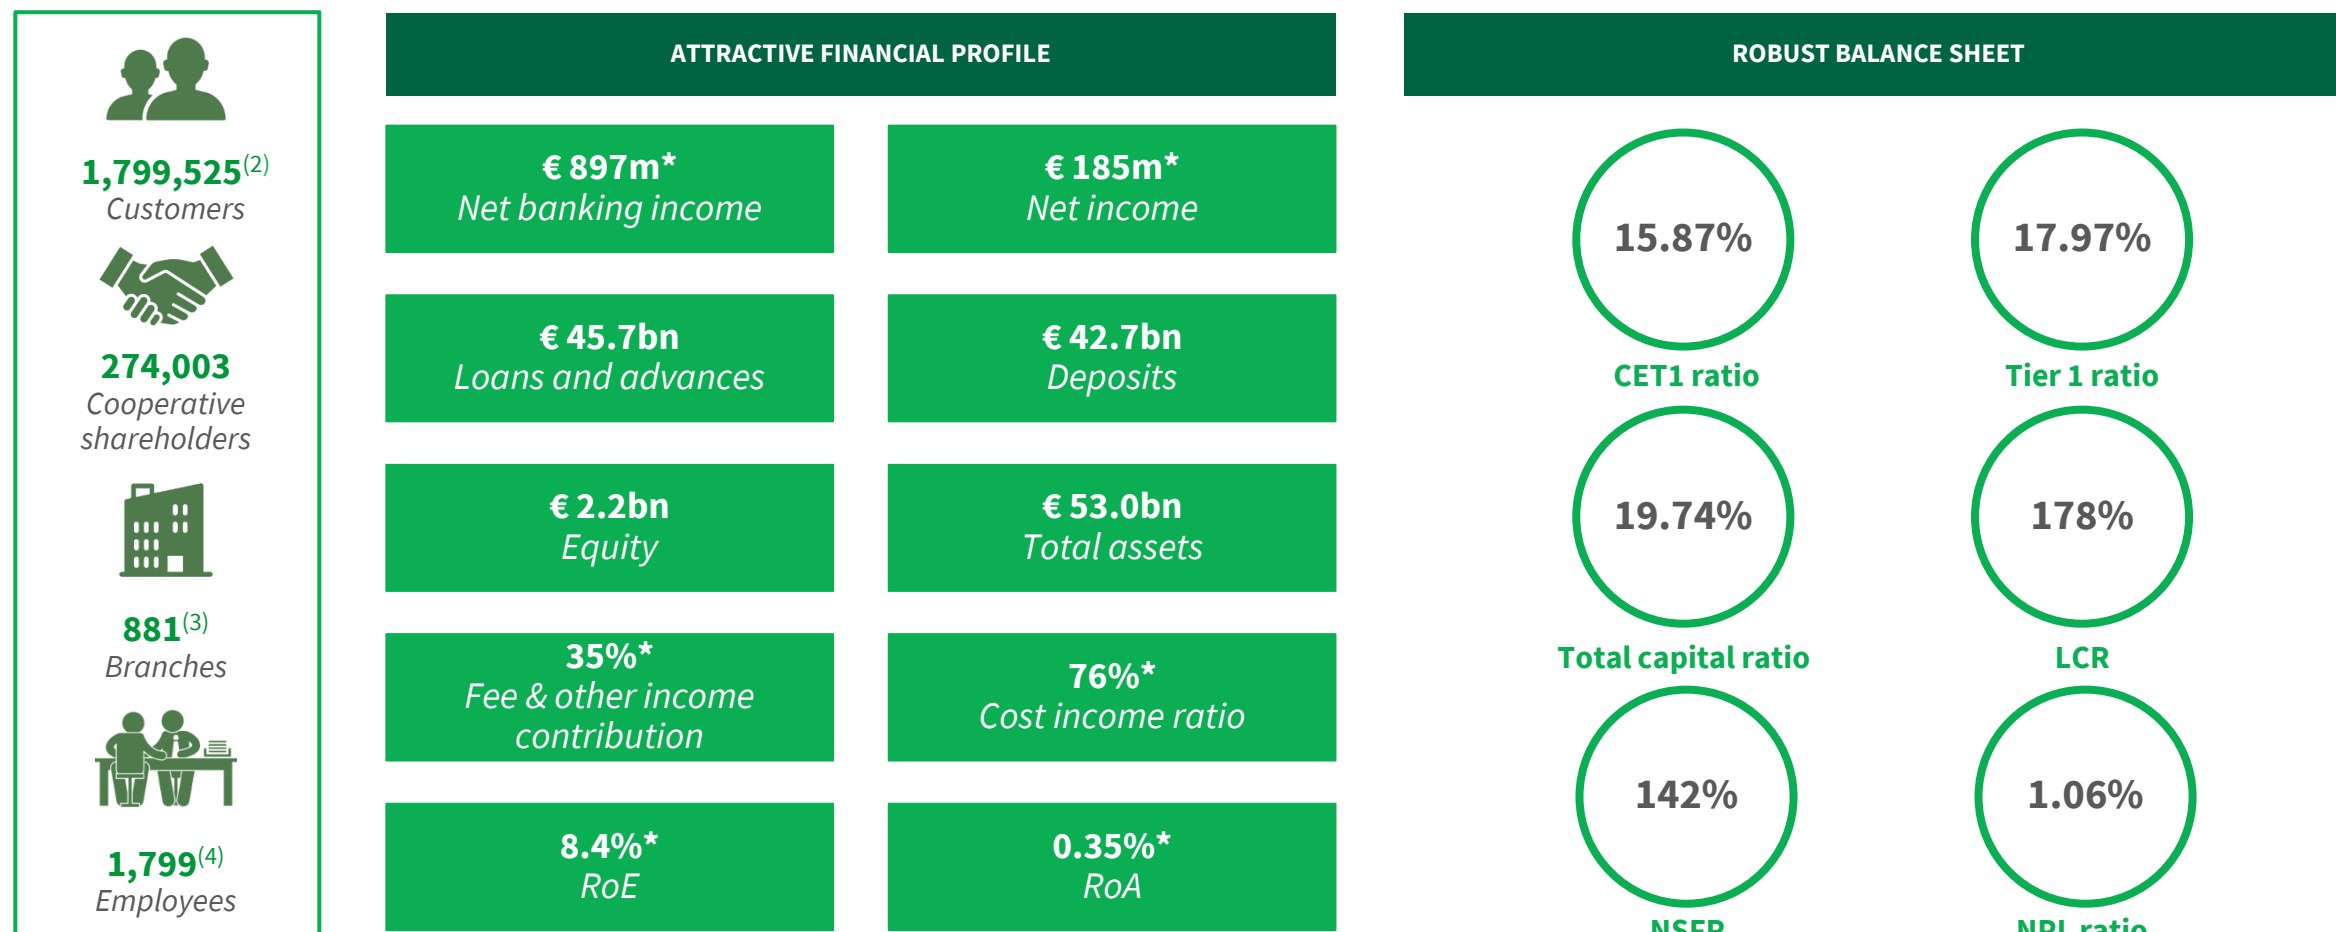 1,799,525(2)
Customers
274,003
Cooperative
shareholders
881(3)
Branches
1,799(4)
Employees
ATTRACTIVE FINANCIAL PROFILE
€ 897m*
Net banking income
€ 185m*
Net income
€ 45.7bn
Loans and advances
€ 42.7bn
Deposits
€ 2.2bn
Equity
€ 53.0bn
Total assets
35%*
Fee & other income
contribution
76%*
Cost income ratio
8.4%*
RoE
0.35%*
RoA
ROBUST BALANCE SHEET
15.87%
CET1 ratio
17.97%
Tier 1 ratio
19.74%
Total capital ratio
178%
LCR
142%
NSFR
1.06%
NPL ratio